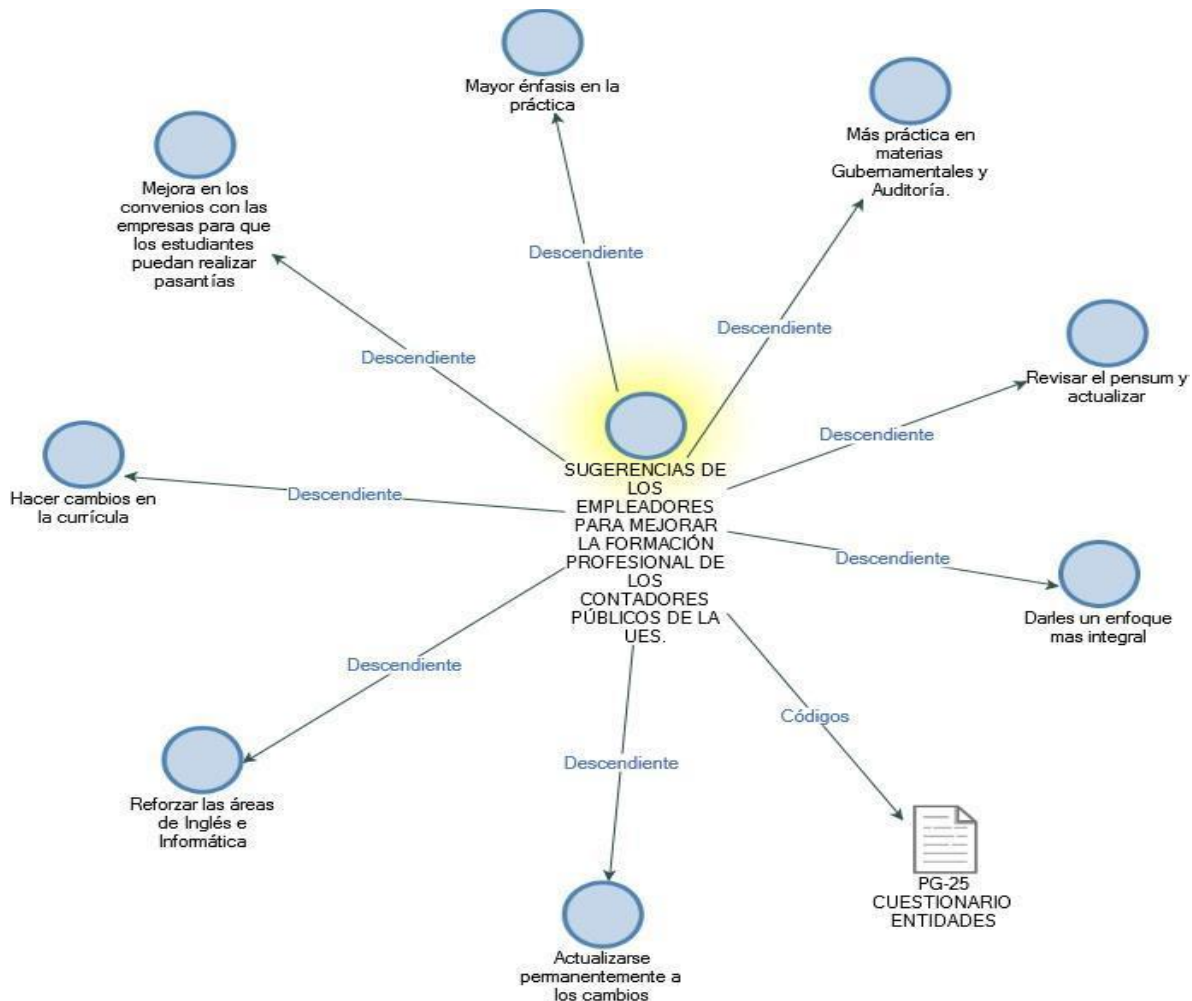 Mayor énfasis en la
práctica
Más práctica en
materias
Gubernamentales y
Auditoría.
Mejora en los
convenios con las
empresas para que
los estudiantes
puedan realizar
pasantías
Descendiente
Descendiente
Descendiente
Revisar el pensum y
actualizar
Descendiente
Hacer cambios en
la currícula
Descendiente
SUGERENCIAS DE
LOS
EMPLEADORES
PARA MEJORAR
LA FORMACIÓN
PROFESIONAL DE
LOS
CONTADORES
PÚBLICOS DE LA
UES.
Descendiente
Darles un enfoque
mas integral
Descendiente
Códigos
Descendiente
Reforzar las áreas
de Inglés e
Informática
PG-25
CUESTIONARIO
ENTIDADES
Actualizarse
permanentemente a
los cambios